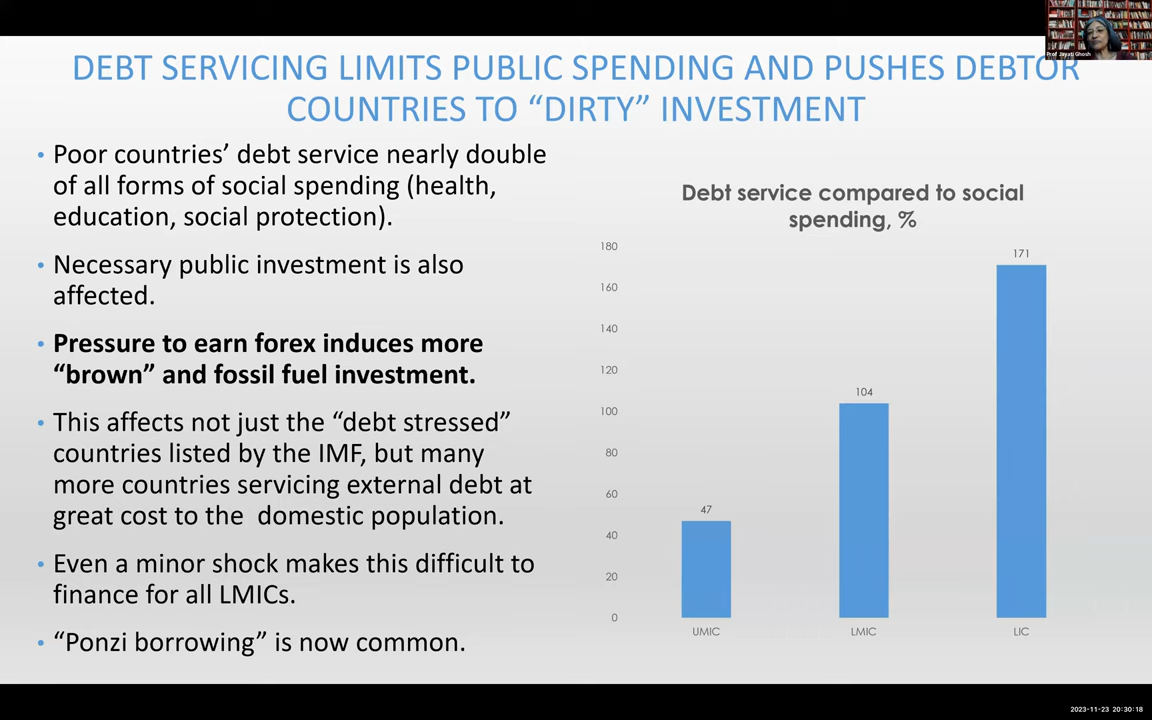 Prof. Jayati Ghosh
DEBT SERVICING LIMITS PUBLIC SPENDING AND PUSHES DEBTOR
COUNTRIES TO “DIRTY” INVESTMENT
• Poor countries’ debt service nearly double
of all forms of social spending (health,
education, social protection).
• Necessary public investment is also
affected.
• Pressure to earn forex induces more
“brown” and fossil fuel investment.
• This affects not just the “debt stressed”
countries listed by the IMF, but many
more countries servicing external debt at
great cost to the domestic population.
• Even a minor shock makes this difficult to
finance for all LMICs.
• “Ponzi borrowing” is now common.
Debt service compared to social
spending, %
180
160
140
120
100
80
60
40
20
0
47
104
171
UMIC
LMIC
LIC
2023-11-23 20:30:18